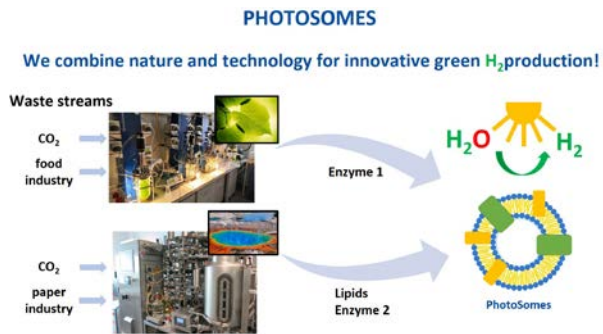 PHOTOSOMES
We combine nature and technology for innovative green H₂production!
Waste streams
CO₂
food
industry
Enzyme 1
H₂O
H₂
CO₂
paper
industry
Lipids
Enzyme 2
PhotoSomes